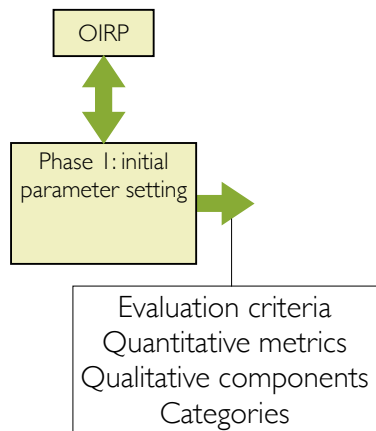 OIRP
Phase 1: initial
parameter setting
Evaluation criteria
Quantitative metrics
Qualitative components
Categories